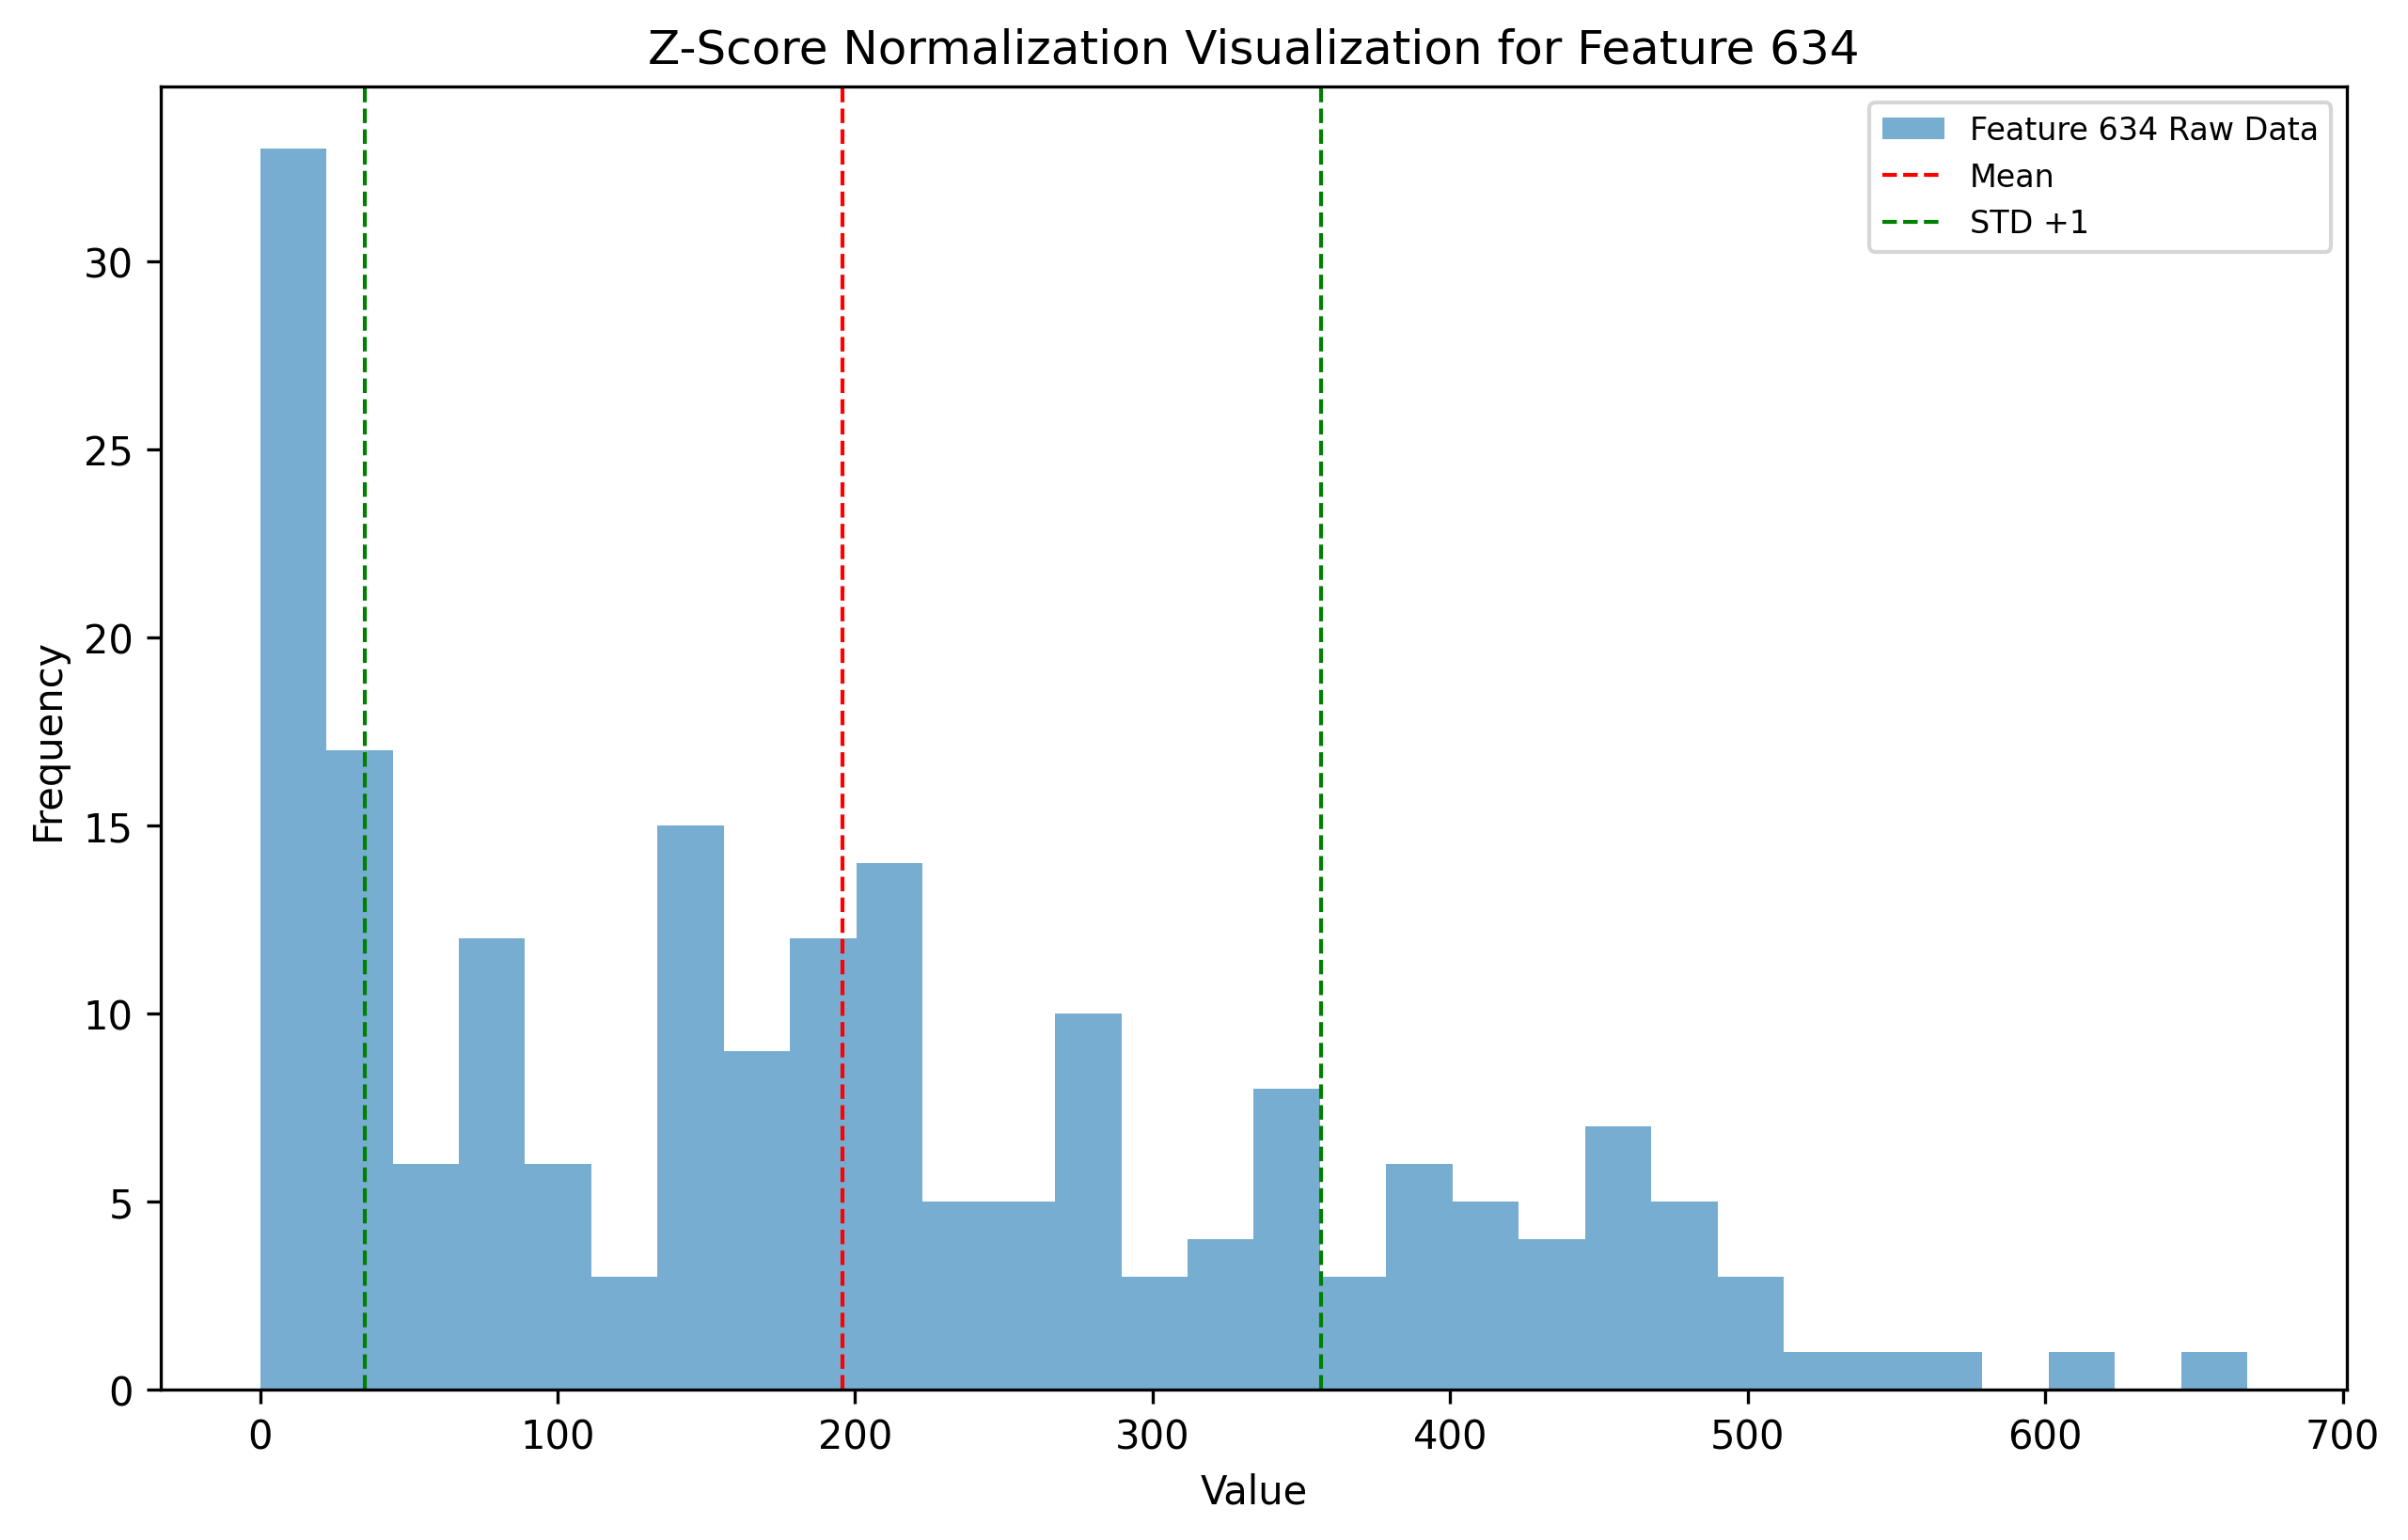 Z-Score Normalization Visualization for Feature 634
Feature 634 Raw Data
Mean
STD +1
Frequency
30
25
20
15
10
5
0
0 100 200 300 400 500 600 700
Value